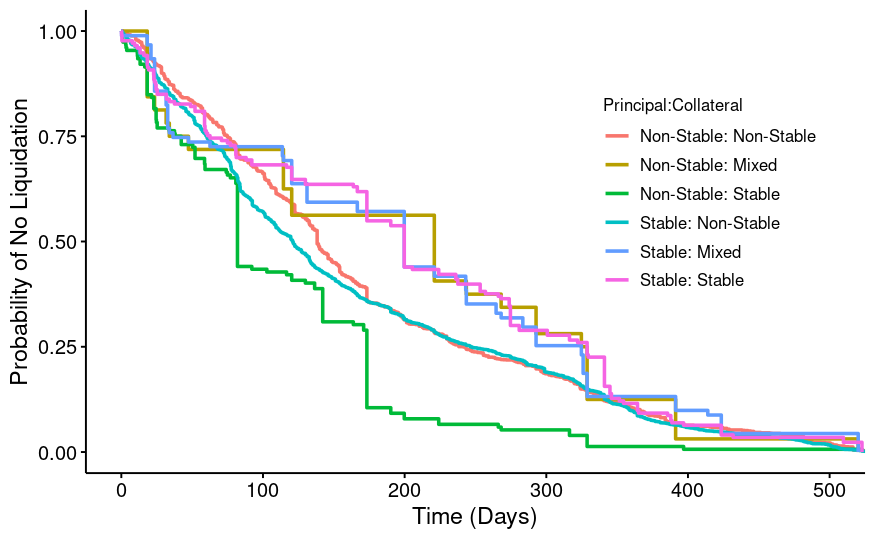 1.00
0.75
0.50
0.25
0.00
Probability of No Liquidation
Principal:Collateral
Non-Stable: Non-Stable
Non-Stable: Mixed
Non-Stable: Stable
Stable: Non-Stable
Stable: Mixed
Stable: Stable
0 100 200 300 400 500
Time (Days)